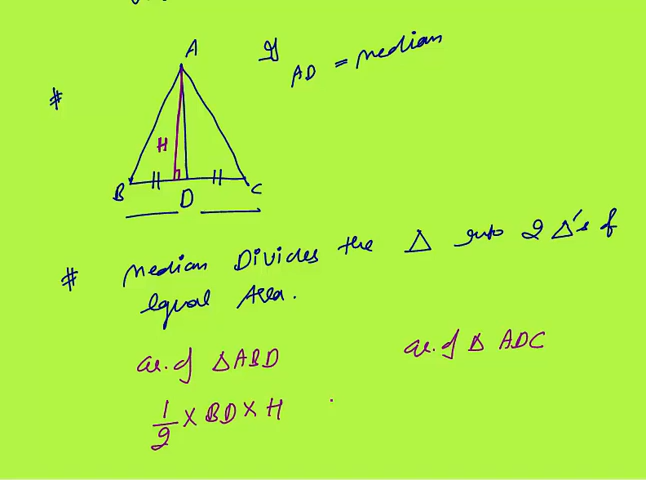 A
If
AD = median
#
H
B
D
C
# Median Divides the Δ into 2 Δ's of
equal Area.
ar. of Δ ABD
ar. of Δ ADC
1/2 × BD × H